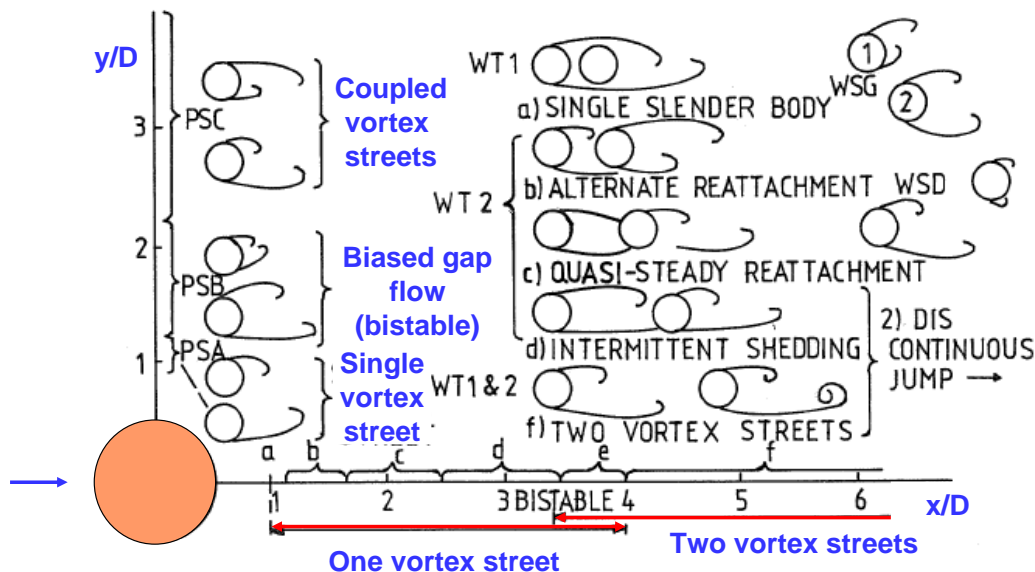 y/D
3
2
1
PSC
PSB
PSA
Coupled
vortex
streets
Biased gap
flow
(bistable)
Single
vortex
street
WT1
a) SINGLE SLENDER BODY
WT 2
b) ALTERNATE REATTACHMENT
c) QUASI-STEADY REATTACHMENT
d) INTERMITTENT SHEDDING
WT1 & 2
f) TWO VORTEX STREETS
1
WSG
2
WSD
2) DIS
CONTINUOUS
JUMP →
a b c d e f
1 2 3 BISTABLE 4 5 6
x/D
One vortex street
Two vortex streets